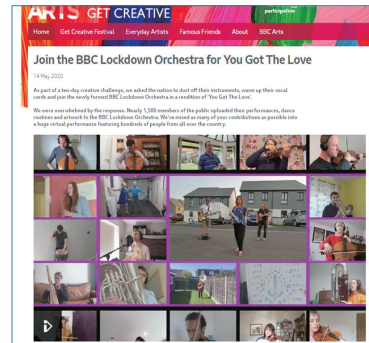 ARTS GET CREATIVE
participation
Home Get Creative Festival Everyday Artists Famous Friends About BBC Arts
Join the BBC Lockdown Orchestra for You Got The Love
14 May 2020
As part of a ten-day creative challenge, we asked the nation to dust off their instruments, warm up their vocal
cords and join the newly formed BBC Lockdown Orchestra in a rendition of 'You Got The Love'.
We were overwhelmed by the response. Nearly 1,500 members of the public uploaded their performances, dance
routines and artwork to the BBC Lockdown Orchestra. We've mixed as many of your contributions as possible into
a huge virtual performance featuring hundreds of people from all over the country.